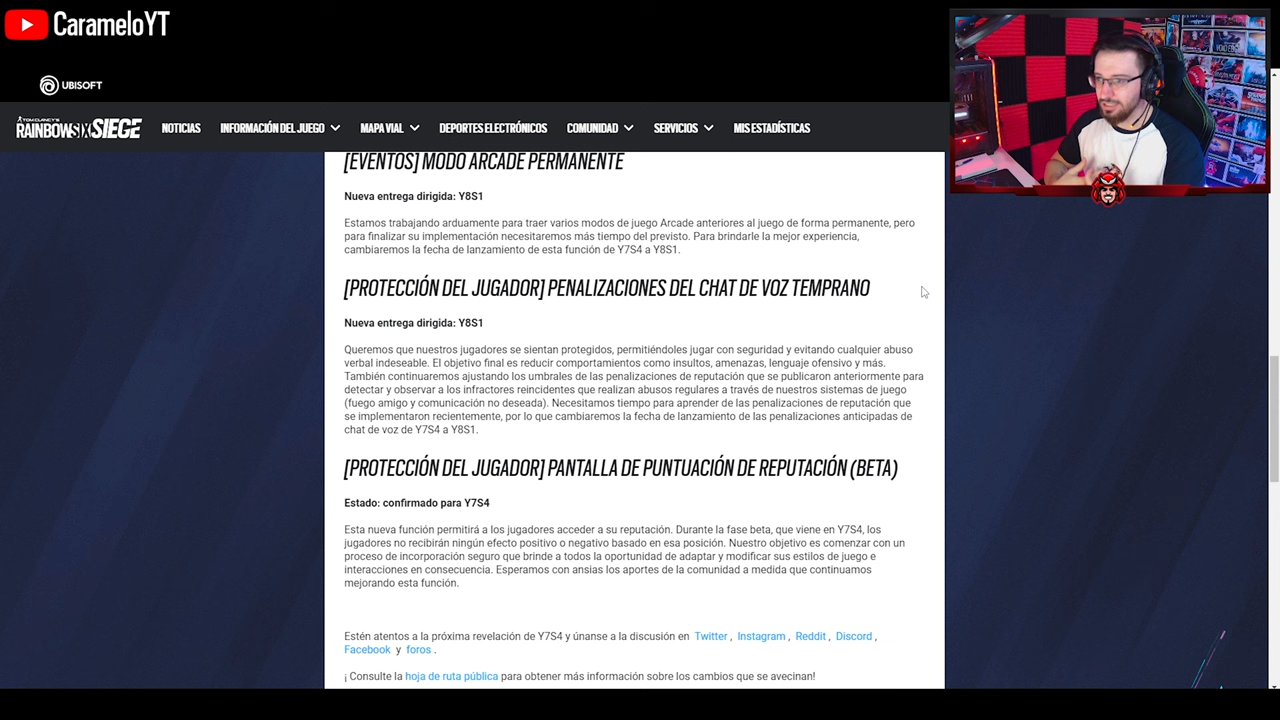 CarameloYT
UBISOFT
TOM CLANCY'S
RAINBOWSIX SIEGE
NOTICIAS INFORMACIÓN DEL JUEGO MAPA VIAL DEPORTES ELECTRÓNICOS COMUNIDAD SERVICIOS MIS ESTADÍSTICAS
[EVENTOS] MODO ARCADE PERMANENTE
Nueva entrega dirigida: Y8S1
Estamos trabajando arduamente para traer varios modos de juego Arcade anteriores al juego de forma permanente, pero
para finalizar su implementación necesitaremos más tiempo del previsto. Para brindarle la mejor experiencia,
cambiaremos la fecha de lanzamiento de esta función de Y7S4 a Y8S1.
[PROTECCIÓN DEL JUGADOR] PENALIZACIONES DEL CHAT DE VOZ TEMPRANO
Nueva entrega dirigida: Y8S1
Queremos que nuestros jugadores se sientan protegidos, permitiéndoles jugar con seguridad y evitando cualquier abuso
verbal indeseable. El objetivo final es reducir comportamientos como insultos, amenazas, lenguaje ofensivo y más.
También continuaremos ajustando los umbrales de las penalizaciones de reputación que se publicaron anteriormente para
detectar y observar a los infractores reincidentes que realizan abusos regulares a través de nuestros sistemas de juego
(fuego amigo y comunicación no deseada). Necesitamos tiempo para aprender de las penalizaciones de reputación que
se implementaron recientemente, por lo que cambiaremos la fecha de lanzamiento de las penalizaciones anticipadas de
chat de voz de Y7S4 a Y8S1.
[PROTECCIÓN DEL JUGADOR] PANTALLA DE PUNTUACIÓN DE REPUTACIÓN (BETA)
Estado: confirmado para Y7S4
Esta nueva función permitirá a los jugadores acceder a su reputación. Durante la fase beta, que viene en Y7S4, los
jugadores no recibirán ningún efecto positivo o negativo basado en esa posición. Nuestro objetivo es comenzar con un
proceso de incorporación seguro que brinde a todos la oportunidad de adaptar y modificar sus estilos de juego e
interacciones en consecuencia. Esperamos con ansias los aportes de la comunidad a medida que continuamos
mejorando esta función.
Estén atentos a la próxima revelación de Y7S4 y únanse a la discusión en Twitter , Instagram , Reddit , Discord ,
Facebook y foros .
¡ Consulte la hoja de ruta pública para obtener más información sobre los cambios que se avecinan!